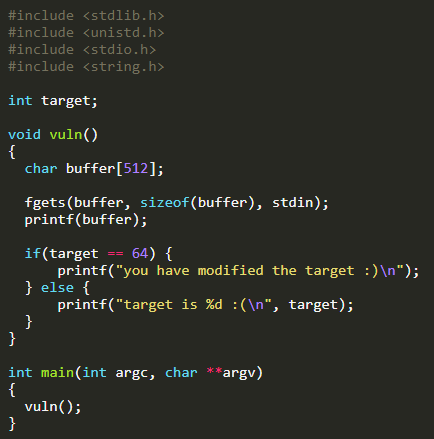 #include <stdlib.h>
#include <unistd.h>
#include <stdio.h>
#include <string.h>

int target;

void vuln()
{
  char buffer[512];

  fgets(buffer, sizeof(buffer), stdin);
  printf(buffer);

  if(target == 64) {
      printf("you have modified the target :)\n");
  } else {
      printf("target is %d :(\n", target);
  }
}

int main(int argc, char **argv)
{
  vuln();
}